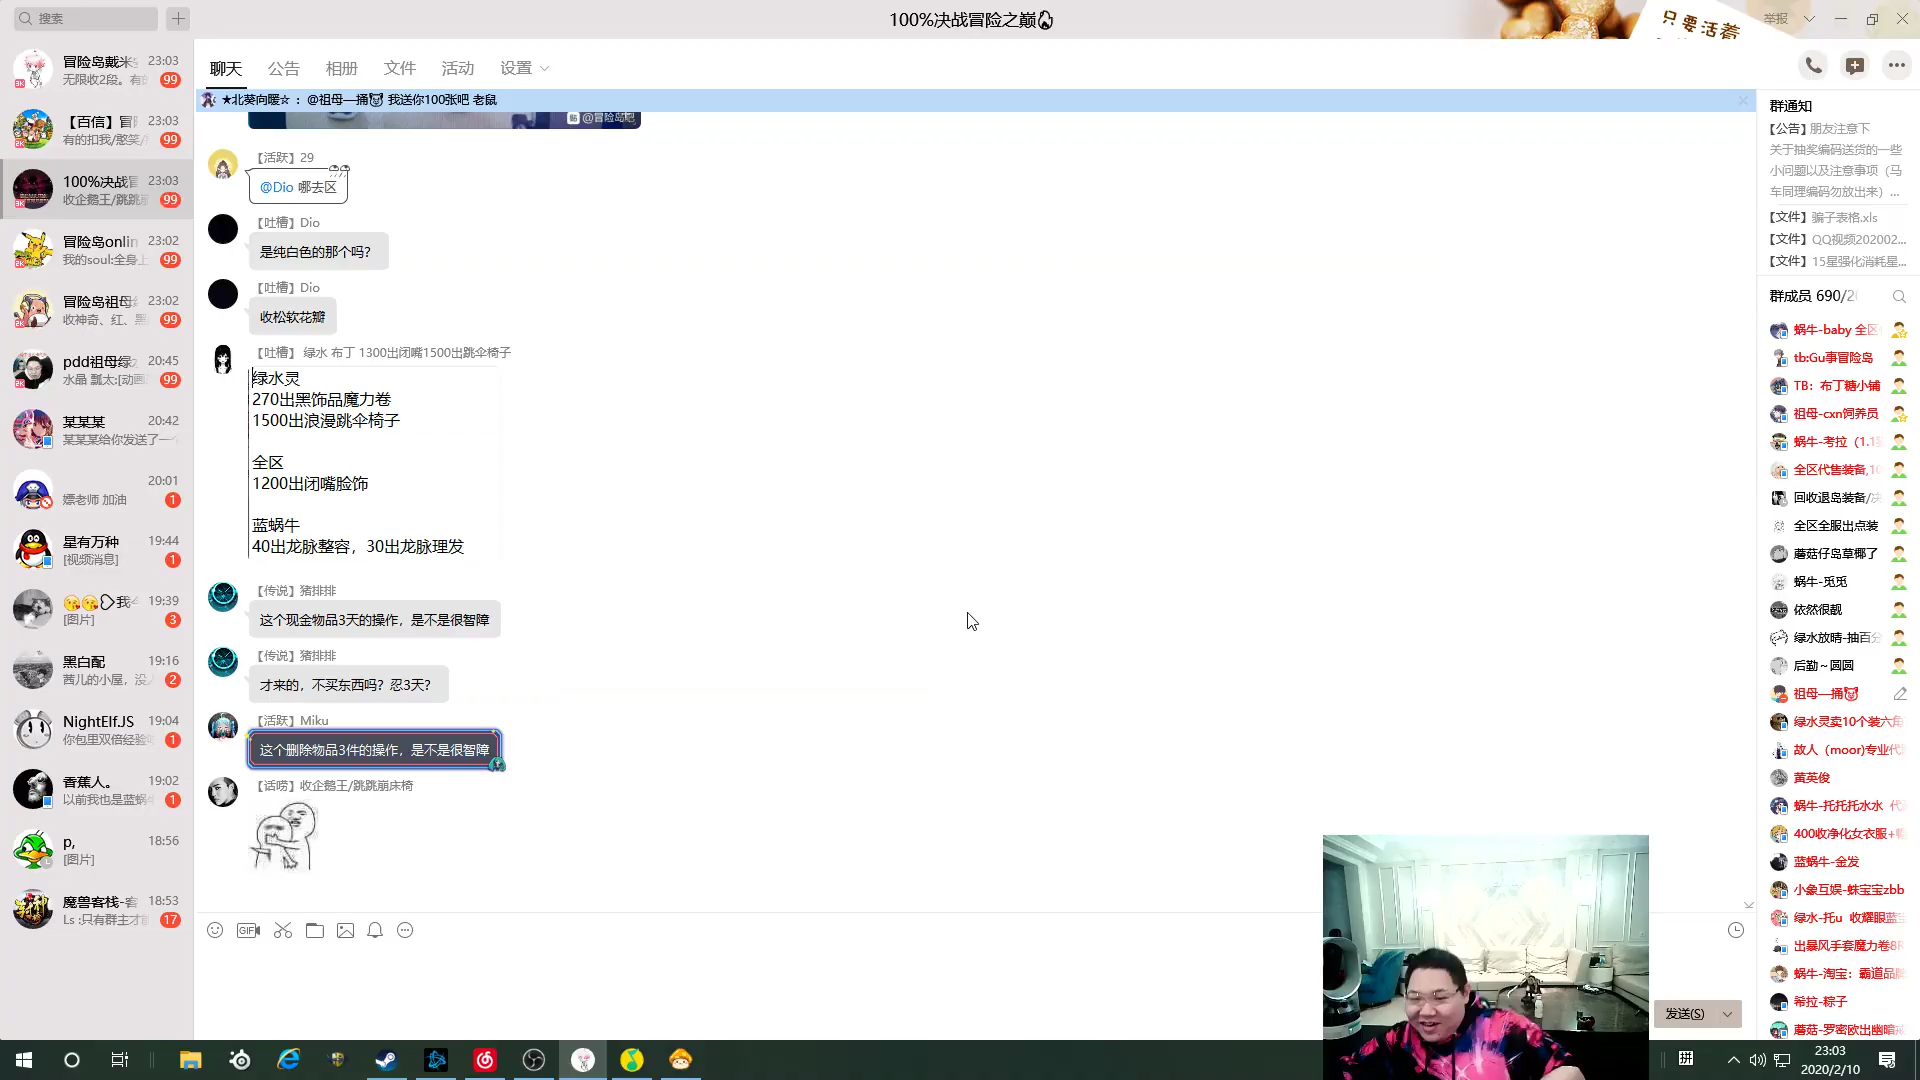 搜索
100%决战冒险之巅
只要活着
举报
冒险岛戴米
23:03
无限收2段。有的
99
【百信】冒
23:03
有的扣我/憨笑/
99
100%决战冒
23:03
收企鹅王/跳跳崩
99
冒险岛onlin
23:02
我的soul:全身上
99
冒险岛祖母
23:02
收神奇、红、黑
99
pdd祖母绿
20:45
水晶 瓢太:[动画
99
某某某
20:42
某某某给你发送了一个
20:01
嫖老师 加油
1
星有万种
19:44
[视频消息]
1
😘😘我
19:39
[图片]
3
黑白配
19:16
茜儿的小屋，没人
2
NightElf.JS
19:04
你包里双倍经验
1
香蕉人。
19:02
以前我也是蓝蜗牛
1
p,
18:56
[图片]
魔兽客栈-客
18:53
Ls :只有群主才能
17
聊天
公告
相册
文件
活动
设置
★北葵向暖☆ ：@祖母—捅🐭 我送你100张吧 老鼠
@冒险岛吧
【活跃】29
@Dio 哪去区
【吐槽】Dio
是纯白色的那个吗？
【吐槽】Dio
收松软花瓣
【吐槽】绿水 布丁 1300出闭嘴1500出跳伞椅子
绿水灵
270出黑饰品魔力卷
1500出浪漫跳伞椅子
全区
1200出闭嘴脸饰
蓝蜗牛
40出龙脉整容，30出龙脉理发
【传说】猪排排
这个现金物品3天的操作，是不是很智障
【传说】猪排排
才来的，不买东西吗？忍3天？
【活跃】Miku
这个删除物品3件的操作，是不是很智障
【话唠】收企鹅王/跳跳崩床椅
GIF
发送(S)
群通知
【公告】朋友注意下
关于抽奖编码送货的一些
小问题以及注意事项（马
车同理编码勿放出来）...
【文件】骗子表格.xls
【文件】QQ视频202002...
【文件】15星强化消耗星...
群成员 690/2
蜗牛-baby 全区
tb:Gu事冒险岛
TB：布丁糖小铺
祖母-cxn饲养员
蜗牛-考拉（1.1
全区代售装备,10
回收退岛装备/决
全区全服出点装
蘑菇仔岛草椰了
蜗牛-觅觅
依然很靓
绿水放晴-抽百分
后勤～圆圆
祖母—捅🐭
绿水灵卖10个装六角
故人（moor)专业代
黄英俊
蜗牛-托托托水水 代
400收净化女衣服+帽
蓝蜗牛-金发
小象互娱-蛛宝宝zbb
绿水-托u 收耀眼蓝宝
出暴风手套魔力卷8R
蜗牛-淘宝：霸道品牌
希拉-粽子
蘑菇-罗密欧出幽暗戒
拼
23:03
2020/2/10